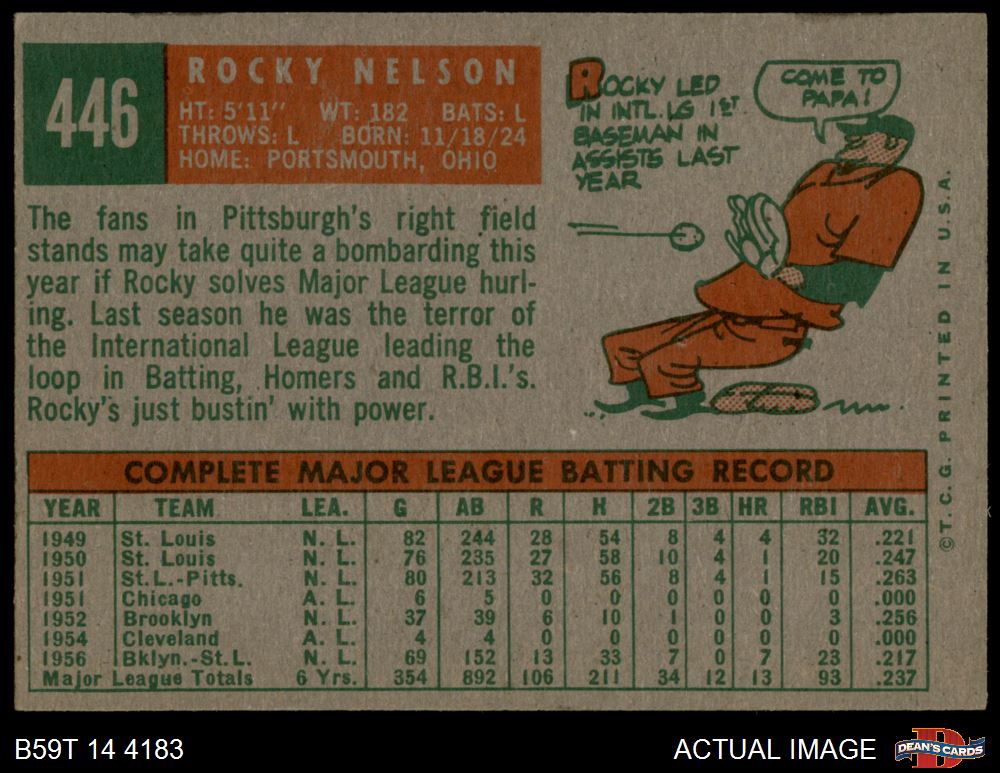 446
ROCKY NELSON
HT: 5'11" WT: 182 BATS: L
THROWS: L BORN: 11/18/24
HOME: PORTSMOUTH, OHIO
The fans in Pittsburgh's right field
stands may take quite a bombarding this
year if Rocky solves Major League hurl-
ing. Last season he was the terror of
the International League leading the
loop in Batting, Homers and R.B.I.'s.
Rocky's just bustin' with power.
ROCKY LED
IN INTL. LG 1ST
BASEMAN IN
ASSISTS LAST
YEAR
COME TO
PAPA!
COMPLETE MAJOR LEAGUE BATTING RECORD
YEAR TEAM LEA. G AB R H 2B 3B HR RBI AVG.
1949 St. Louis N. L. 82 244 28 54 8 4 4 32 .221
1950 St. Louis N. L. 76 235 27 58 10 4 1 20 .247
1951 St.L.-Pitts. N. L. 80 213 32 56 8 4 1 15 .263
1951 Chicago A. L. 6 5 0 0 0 0 0 0 .000
1952 Brooklyn N. L. 37 39 6 10 1 0 0 3 .256
1954 Cleveland A. L. 4 4 0 0 0 0 0 0 .000
1956 Bklyn.-St.L. N. L. 69 152 13 33 7 0 7 23 .217
Major League Totals 6 Yrs. 354 892 106 211 34 12 13 93 .237
©T. C. G. PRINTED IN U.S.A.
B59T 14 4183
ACTUAL IMAGE
D
DEAN'S CARDS